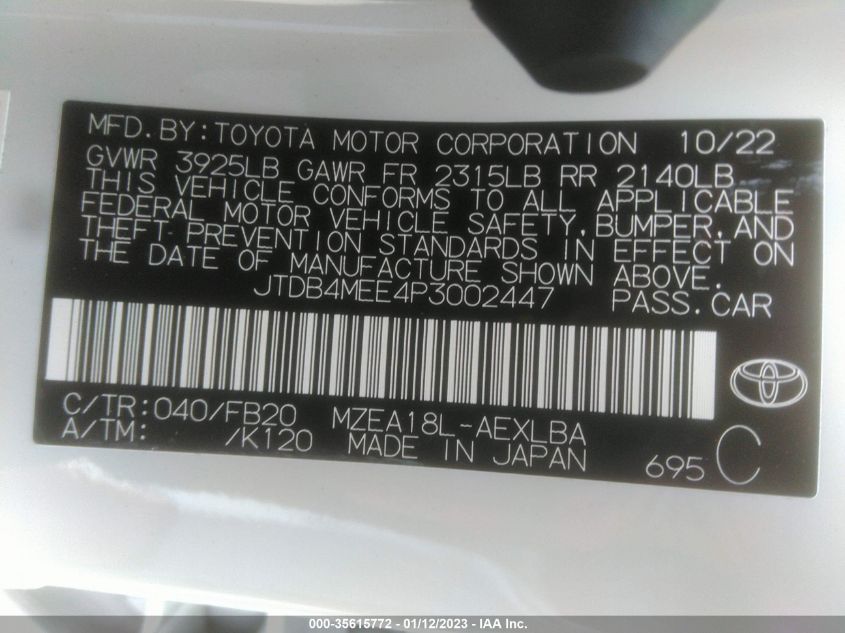 MFD.BY:TOYOTA MOTOR CORPORATION 10/22
GVWR 3925LB GAWR FR 2315LB RR 2140LB
THIS VEHICLE CONFORMS TO ALL APPLICABLE
FEDERAL MOTOR VEHICLE SAFETY,BUMPER,AND
THEFT PREVENTION STANDARDS IN EFFECT ON
THE DATE OF MANUFACTURE SHOWN ABOVE.
JTDB4MEE4P3002447 PASS.CAR
C/TR:040/FB20 MZEA18L-AEXLBA
A/TM: /K120 MADE IN JAPAN 695 C
000-35615772 - 01/12/2023 - IAA Inc.